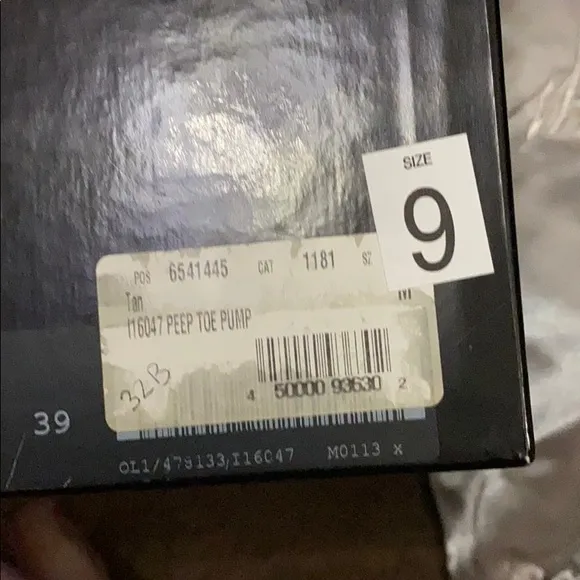 SIZE
9
POS 6541445 CAT 1181 SZ
Tan M
I16047 PEEP TOE PUMP
32B
4 50000 93630 2
39
OL1/479133,I16047 M0113 x